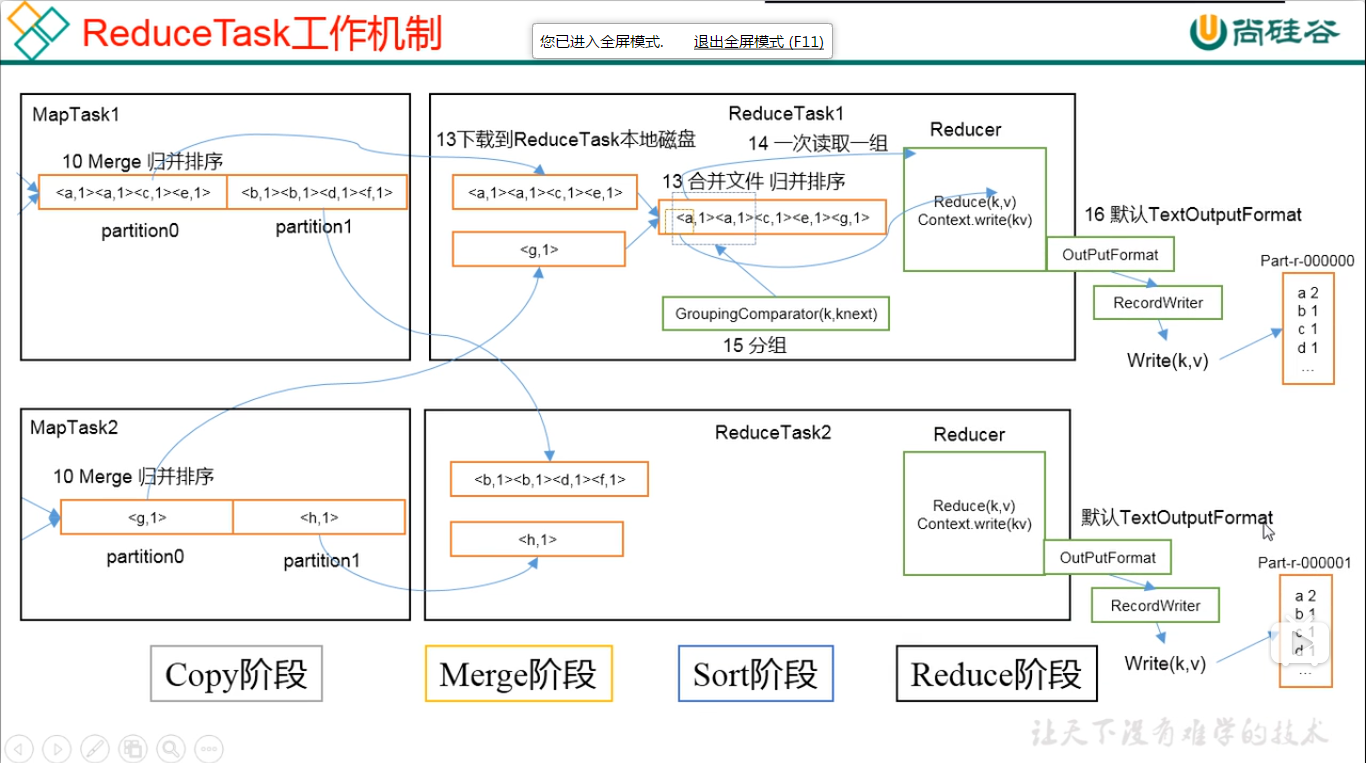 ReduceTask工作机制
您已进入全屏模式. 退出全屏模式 (F11)
尚硅谷
MapTask1
10 Merge 归并排序
<a,1><a,1><c,1><e,1>
<b,1><b,1><d,1><f,1>
partition0
partition1
ReduceTask1
13下载到ReduceTask本地磁盘
14 一次读取一组
Reducer
<a,1><a,1><c,1><e,1>
13 合并文件 归并排序
<a,1><a,1><c,1><e,1><g,1>
<g,1>
Reduce(k,v)
Context.write(kv)
GroupingComparator(k,knext)
15 分组
16 默认TextOutputFormat
OutPutFormat
RecordWriter
Write(k,v)
Part-r-000000
a 2
b 1
c 1
d 1
...
MapTask2
10 Merge 归并排序
<g,1>
<h,1>
partition0
partition1
ReduceTask2
Reducer
<b,1><b,1><d,1><f,1>
<h,1>
Reduce(k,v)
Context.write(kv)
默认TextOutputFormat
OutPutFormat
RecordWriter
Write(k,v)
Part-r-000001
a 2
b 1
c 1
d 1
...
Copy阶段
Merge阶段
Sort阶段
Reduce阶段
让天下没有难学的技术